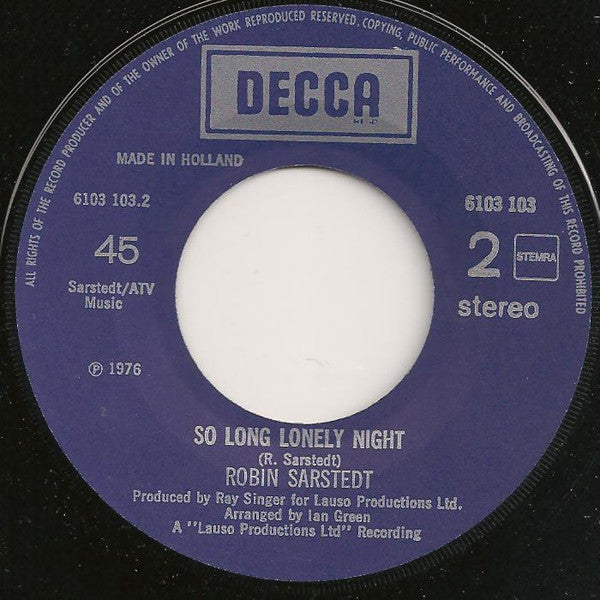 ALL RIGHTS OF THE RECORD PRODUCER AND OF THE OWNER OF THE WORK REPRODUCED RESERVED. COPYING, PUBLIC PERFORMANCE AND BROADCASTING OF THIS RECORD PROHIBITED
DECCA
MADE IN HOLLAND
6103 103.2
6103 103
45
2
STEMRA
Sarstedt/ATV
Music
stereo
℗ 1976
SO LONG LONELY NIGHT
(R. Sarstedt)
ROBIN SARSTEDT
Produced by Ray Singer for Lauso Productions Ltd.
Arranged by Ian Green
A "Lauso Productions Ltd" Recording